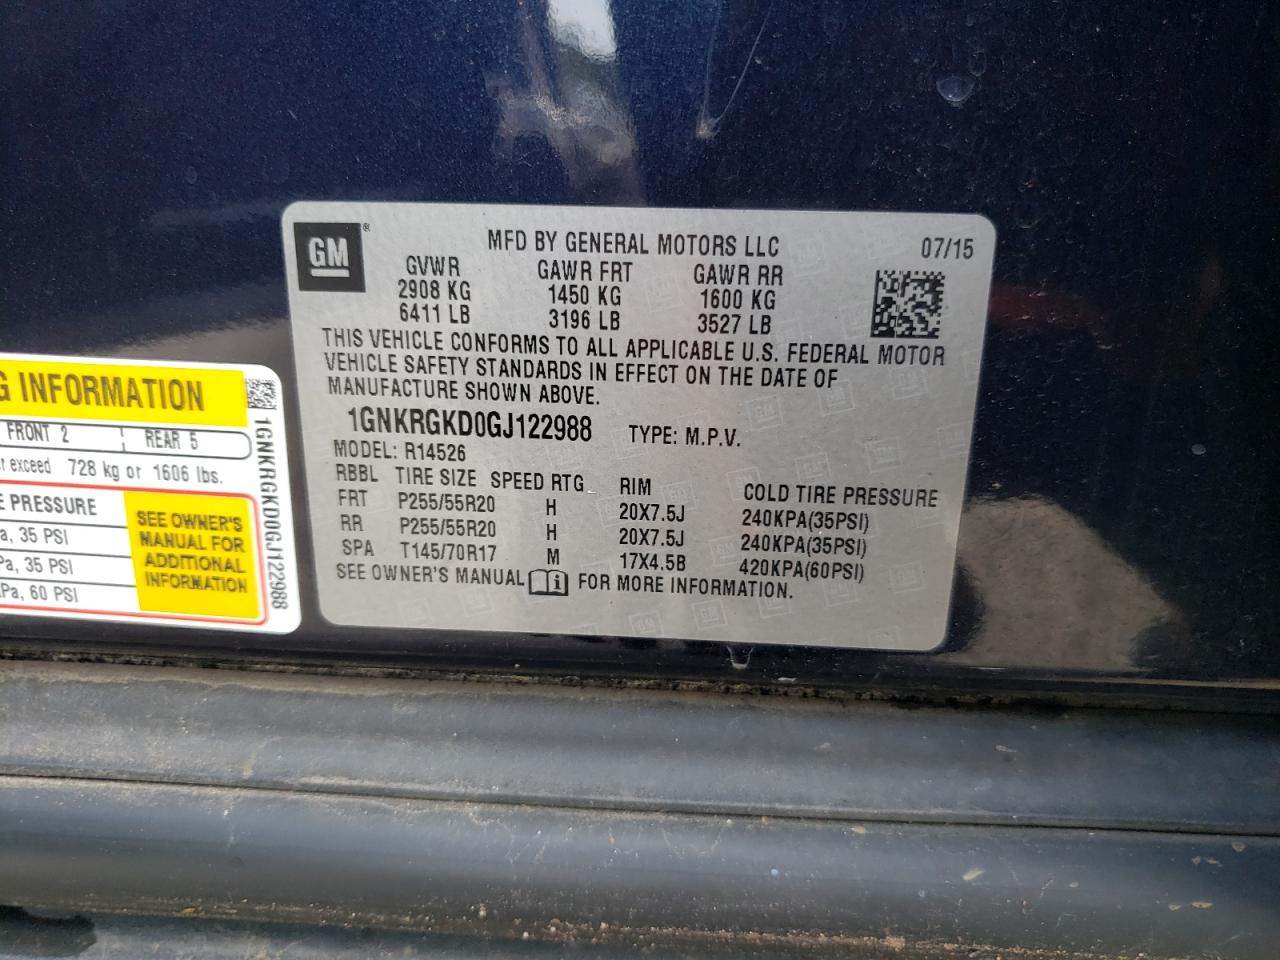 GM ®
MFD BY GENERAL MOTORS LLC 07/15
GVWR GAWR FRT GAWR RR
2908 KG 1450 KG 1600 KG
6411 LB 3196 LB 3527 LB
THIS VEHICLE CONFORMS TO ALL APPLICABLE U.S. FEDERAL MOTOR
VEHICLE SAFETY STANDARDS IN EFFECT ON THE DATE OF
MANUFACTURE SHOWN ABOVE.
1GNKRGKD0GJ122988 TYPE: M.P.V.
MODEL: R14526
RBBL TIRE SIZE SPEED RTG RIM COLD TIRE PRESSURE
FRT P255/55R20 H 20X7.5J 240KPA(35PSI)
RR P255/55R20 H 20X7.5J 240KPA(35PSI)
SPA T145/70R17 M 17X4.5B 420KPA(60PSI)
SEE OWNER'S MANUAL FOR MORE INFORMATION.
G INFORMATION
FRONT 2 REAR 5
exceed 728 kg or 1606 lbs.
E PRESSURE
a, 35 PSI
Pa, 35 PSI
kPa, 60 PSI
SEE OWNER'S
MANUAL FOR
ADDITIONAL
INFORMATION
1GNKRGKD0GJ122988